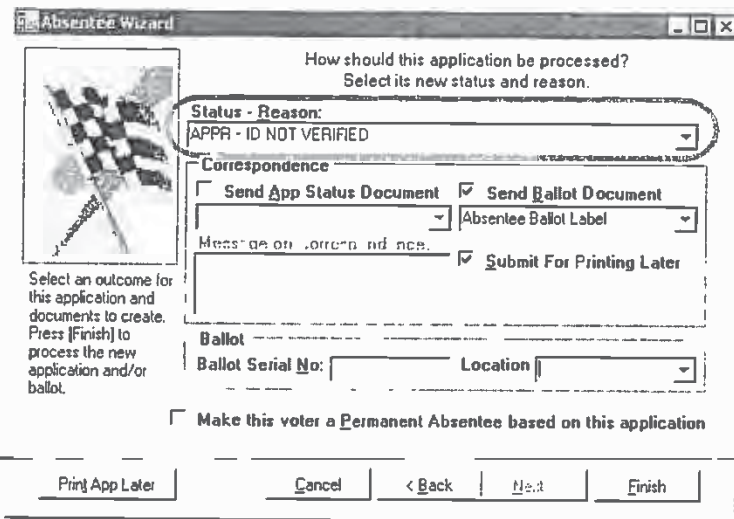 Absentee Wizard
How should this application be processed?
Select its new status and reason.
Status - Reason:
APPR - ID NOT VERIFIED
Correspondence
Send App Status Document
Send Ballot Document
Absentee Ballot Label
Message on
Submit For Printing Later
Select an outcome for
this application and
documents to create.
Press [Finish] to
process the new
application and/or
ballot.
Ballot
Ballot Serial No:
Location
Make this voter a Permanent Absentee based on this application
Print App Later
Cancel
< Back
Next
Finish